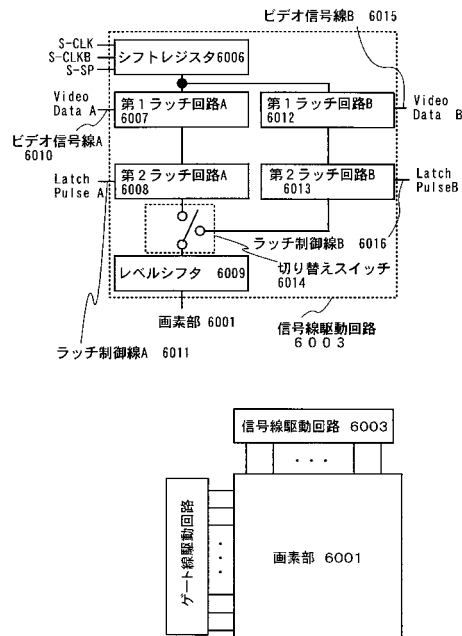 ビデオ信号線B 6015
S-CLK
S-CLKB
S-SP
シフトレジスタ6006
Video
Data A
第1ラッチ回路A
6007
第1ラッチ回路B
6012
Video
Data B
ビデオ信号線A
6010
Latch
Pulse A
第2ラッチ回路A
6008
第2ラッチ回路B
6013
Latch
PulseB
ラッチ制御線B 6016
切り替えスイッチ
6014
レベルシフタ 6009
画素部 6001
信号線駆動回路
6003
ラッチ制御線A 6011
信号線駆動回路 6003
ゲート線駆動回路
画素部 6001